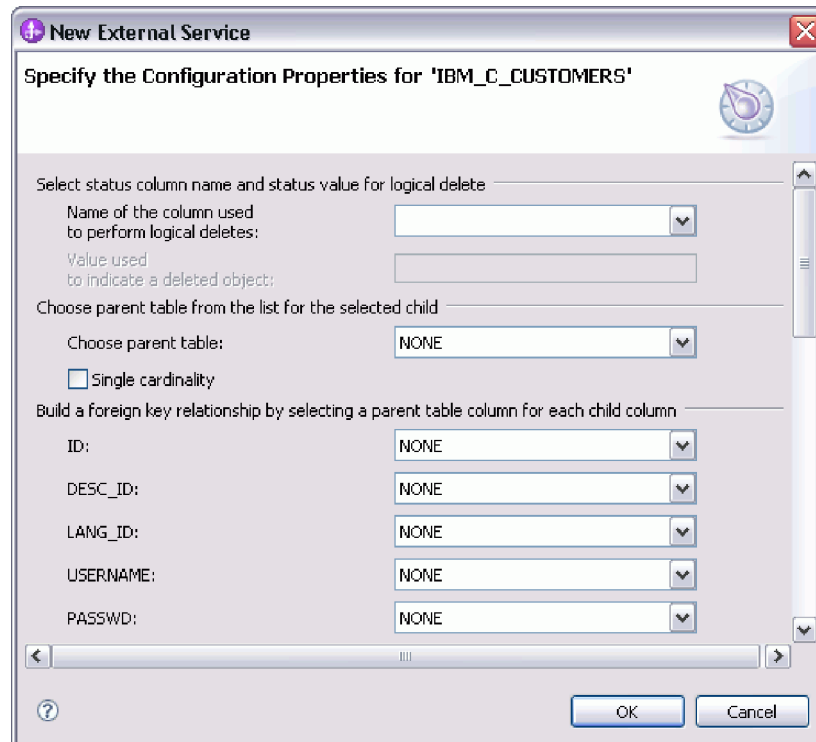 New External Service
Specify the Configuration Properties for 'IBM_C_CUSTOMERS'
Select status column name and status value for logical delete
Name of the column used
to perform logical deletes:
Value used
to indicate a deleted object:
Choose parent table from the list for the selected child
Choose parent table: NONE
Single cardinality
Build a foreign key relationship by selecting a parent table column for each child column
ID: NONE
DESC_ID: NONE
LANG_ID: NONE
USERNAME: NONE
PASSWD: NONE
? OK Cancel